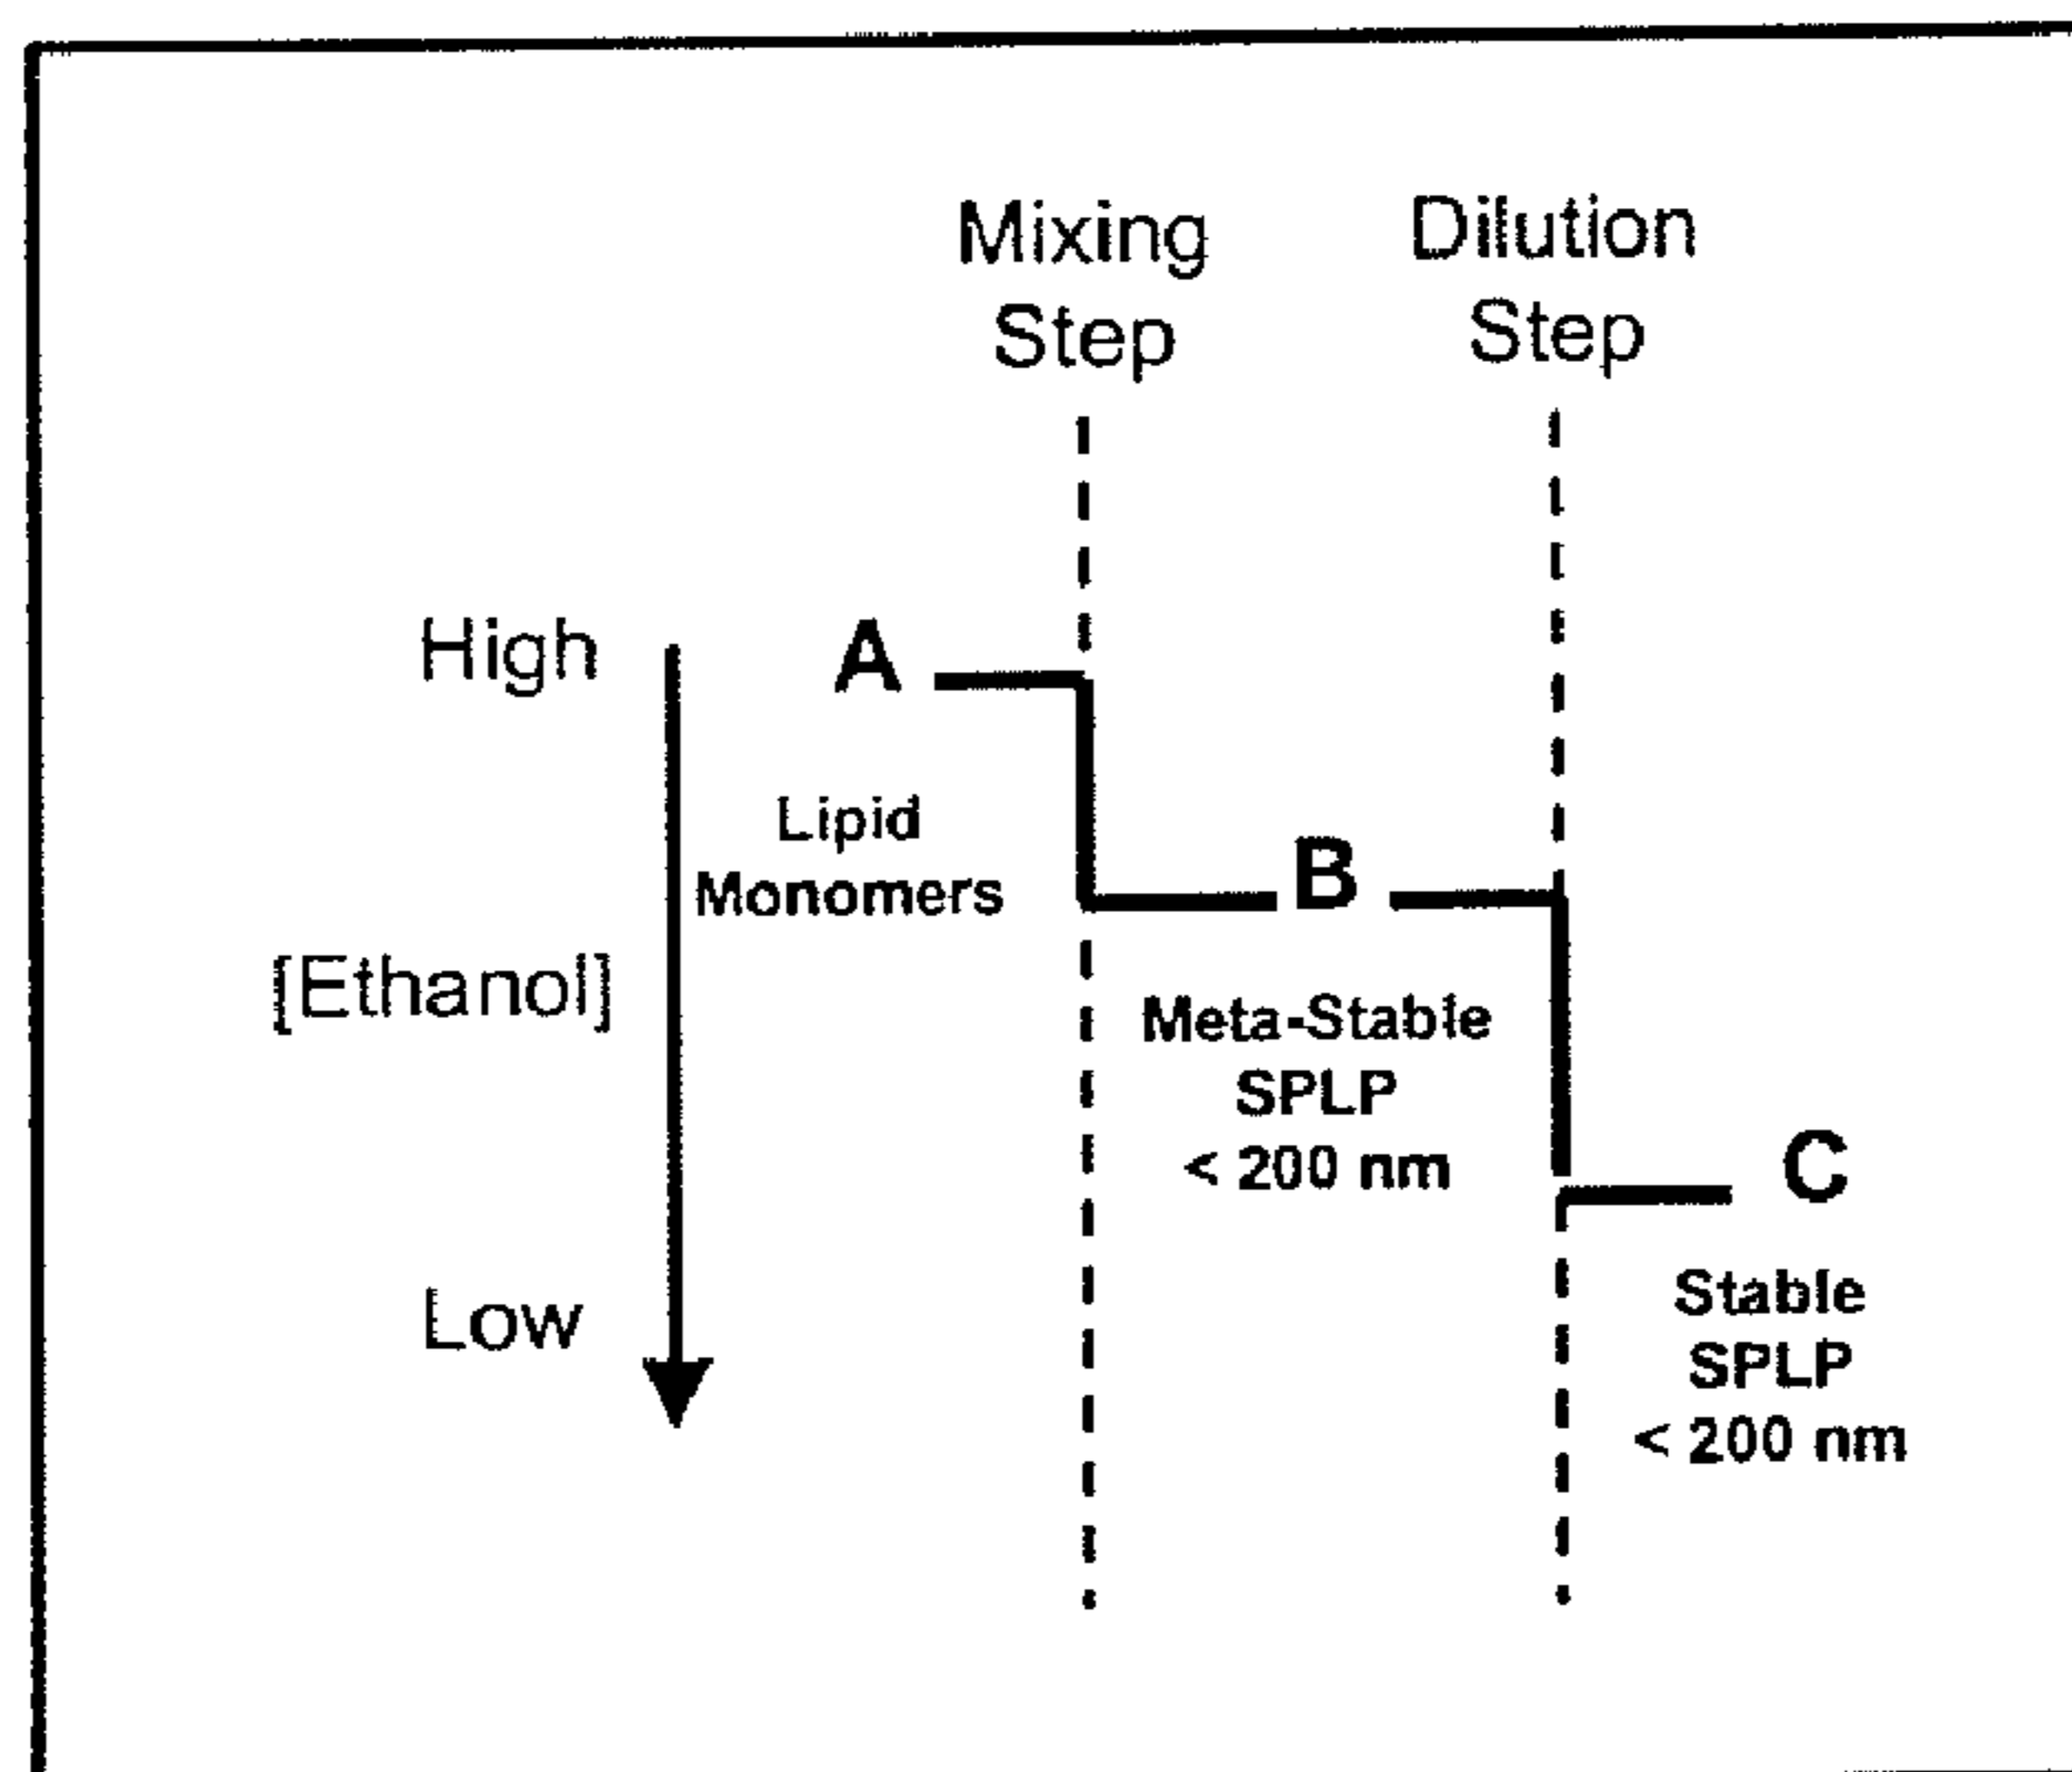 Mixing
Step
Dilution
Step
High
A
Lipid
Monomers
B
[Ethanol]
Meta-Stable
SPLP
< 200 nm
C
Low
Stable
SPLP
< 200 nm